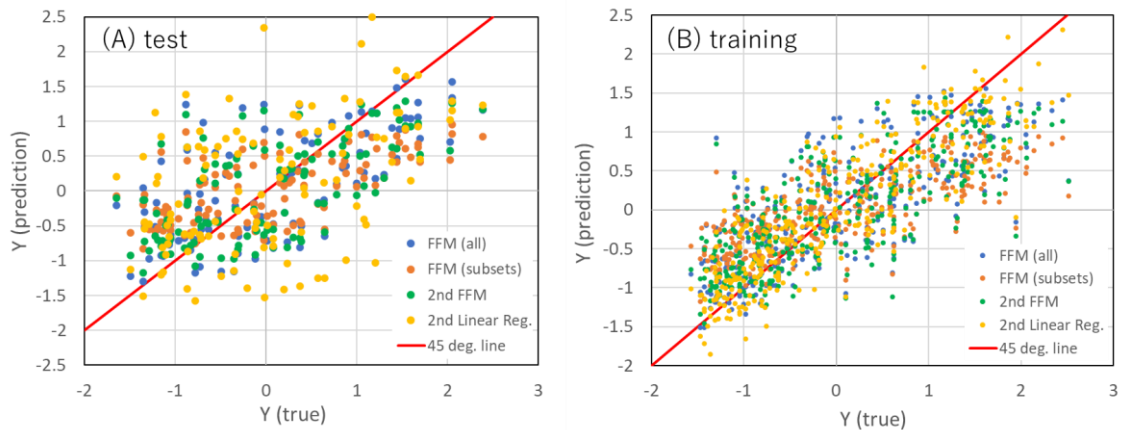 (A) test
2.5
2
1.5
1
0.5
0
-0.5
-1
-1.5
-2
-2.5
-2
-1
0
1
2
3
Y (prediction)
Y (true)
FFM (all)
FFM (subsets)
2nd FFM
2nd Linear Reg.
45 deg. line
(B) training
2.5
2
1.5
1
0.5
0
-0.5
-1
-1.5
-2
-2
-1
0
1
2
3
Y (prediction)
Y (true)
FFM (all)
FFM (subsets)
2nd FFM
2nd Linear Reg.
45 deg. line